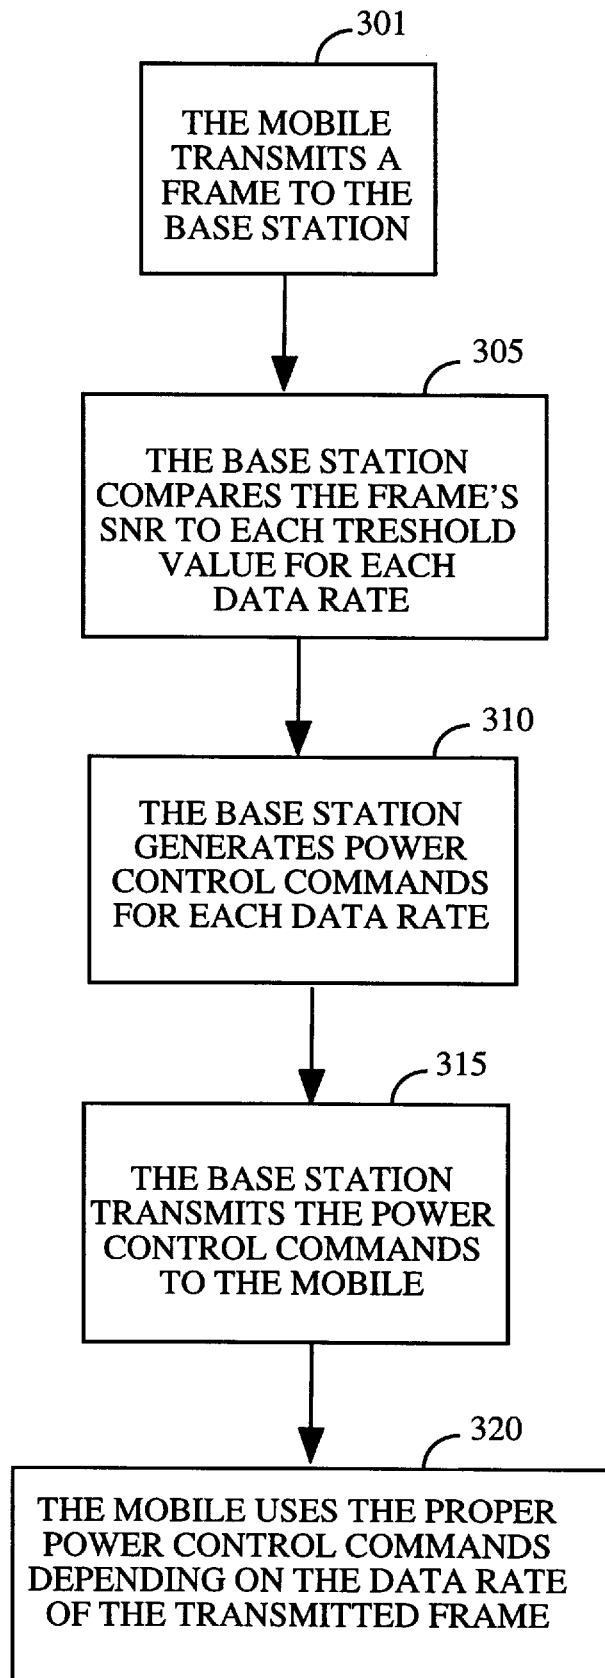 301
THE MOBILE
TRANSMITS A
FRAME TO THE
BASE STATION
305
THE BASE STATION
COMPARES THE FRAME'S
SNR TO EACH TRESHOLD
VALUE FOR EACH
DATA RATE
310
THE BASE STATION
GENERATES POWER
CONTROL COMMANDS
FOR EACH DATA RATE
315
THE BASE STATION
TRANSMITS THE POWER
CONTROL COMMANDS
TO THE MOBILE
320
THE MOBILE USES THE PROPER
POWER CONTROL COMMANDS
DEPENDING ON THE DATA RATE
OF THE TRANSMITTED FRAME